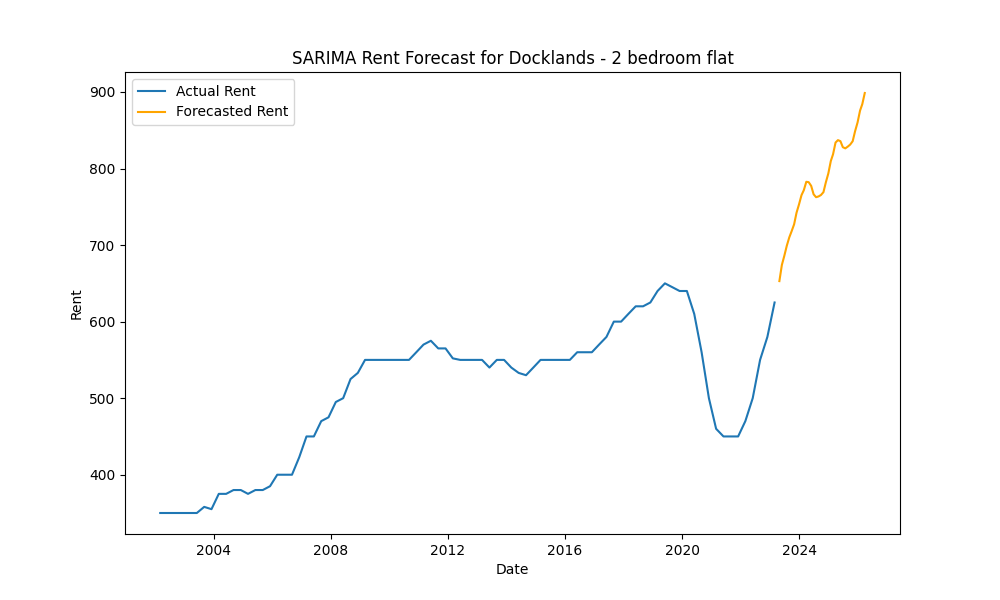 SARIMA Rent Forecast for Docklands - 2 bedroom flat
Actual Rent
Forecasted Rent
900
800
700
600
500
400
Rent
2004 2008 2012 2016 2020 2024
Date